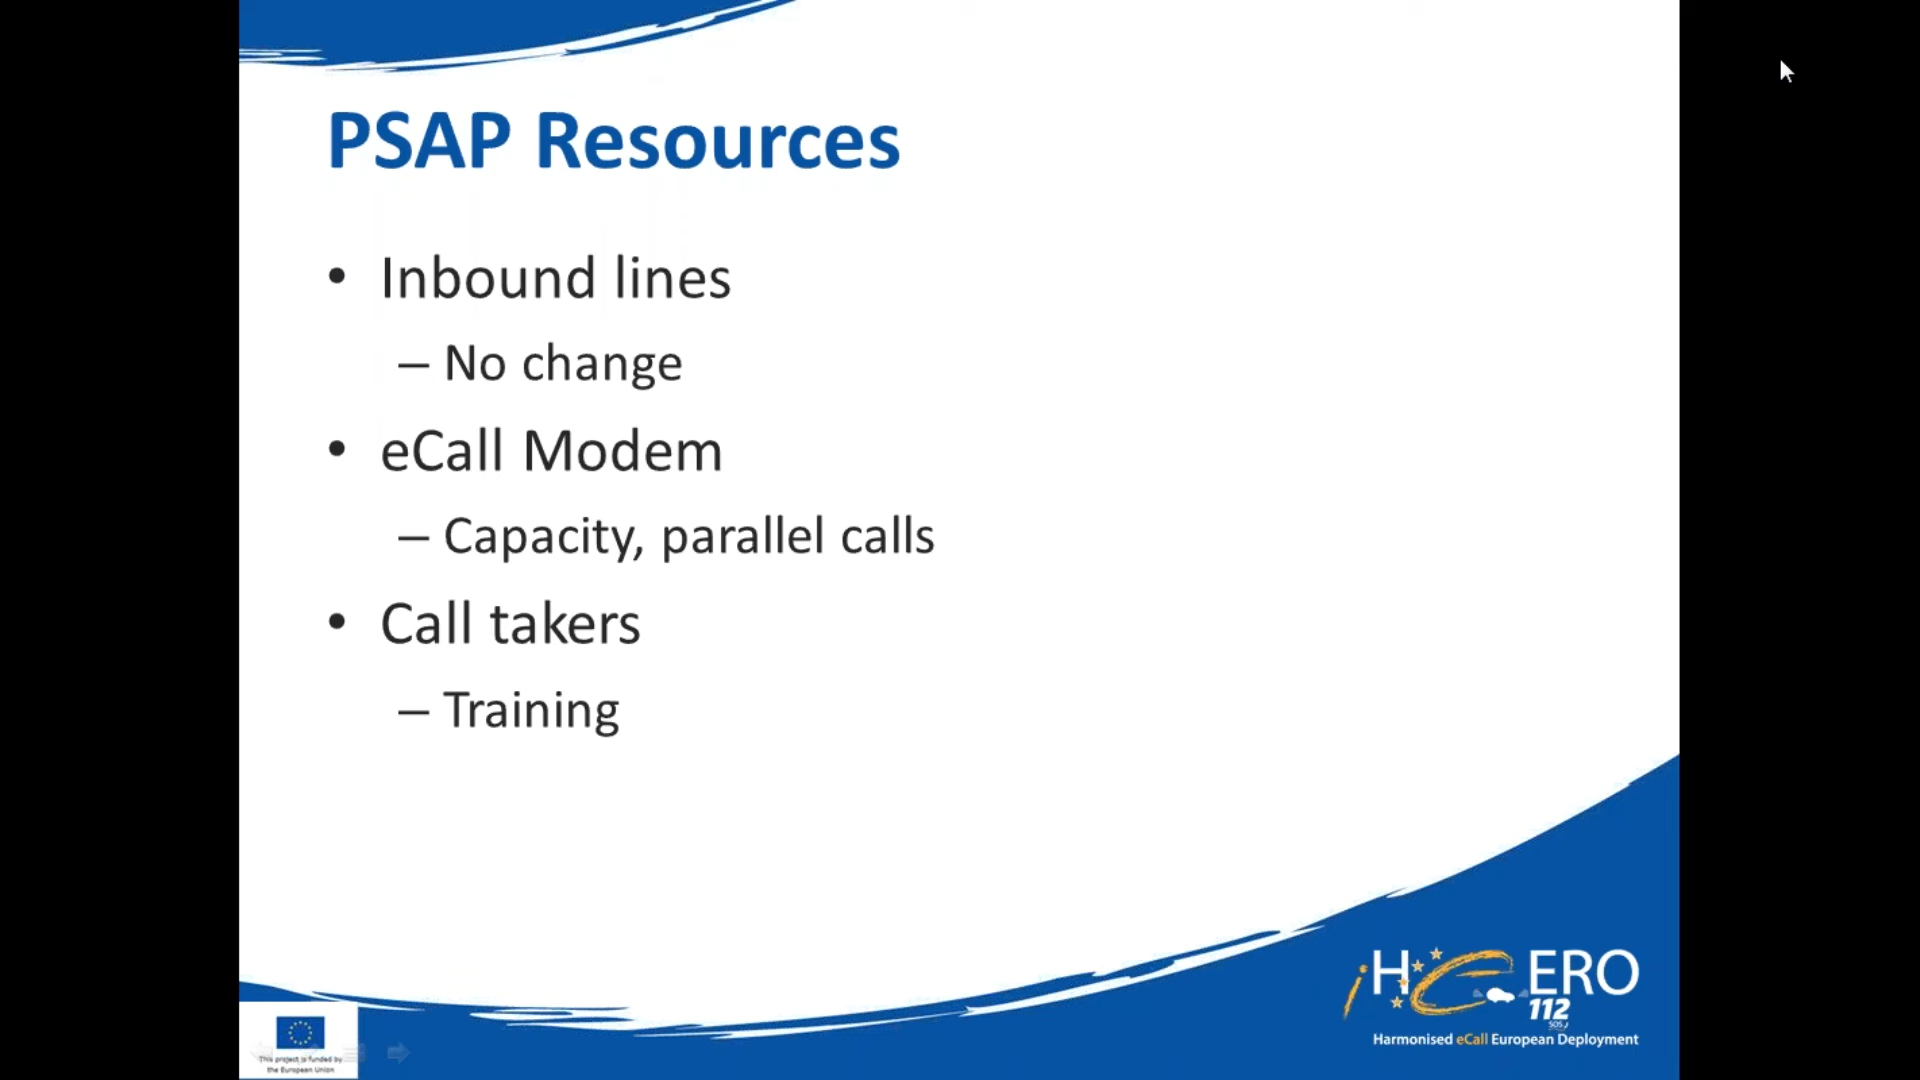 PSAP Resources
• Inbound lines
– No change
• eCall Modem
– Capacity, parallel calls
• Call takers
– Training
iHeERO
112
SOS
Harmonised eCall European Deployment
This project is funded by
the European Union